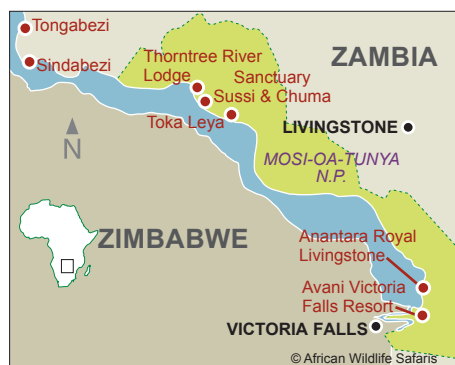 Tongabezi
Sindabezi
Thorntree River
Lodge
Sanctuary
Sussi & Chuma
Toka Leya
ZAMBIA
LIVINGSTONE
MOSI-OA-TUNYA
N.P.
N
ZIMBABWE
Anantara Royal
Livingstone
Avani Victoria
Falls Resort
VICTORIA FALLS
© African Wildlife Safaris